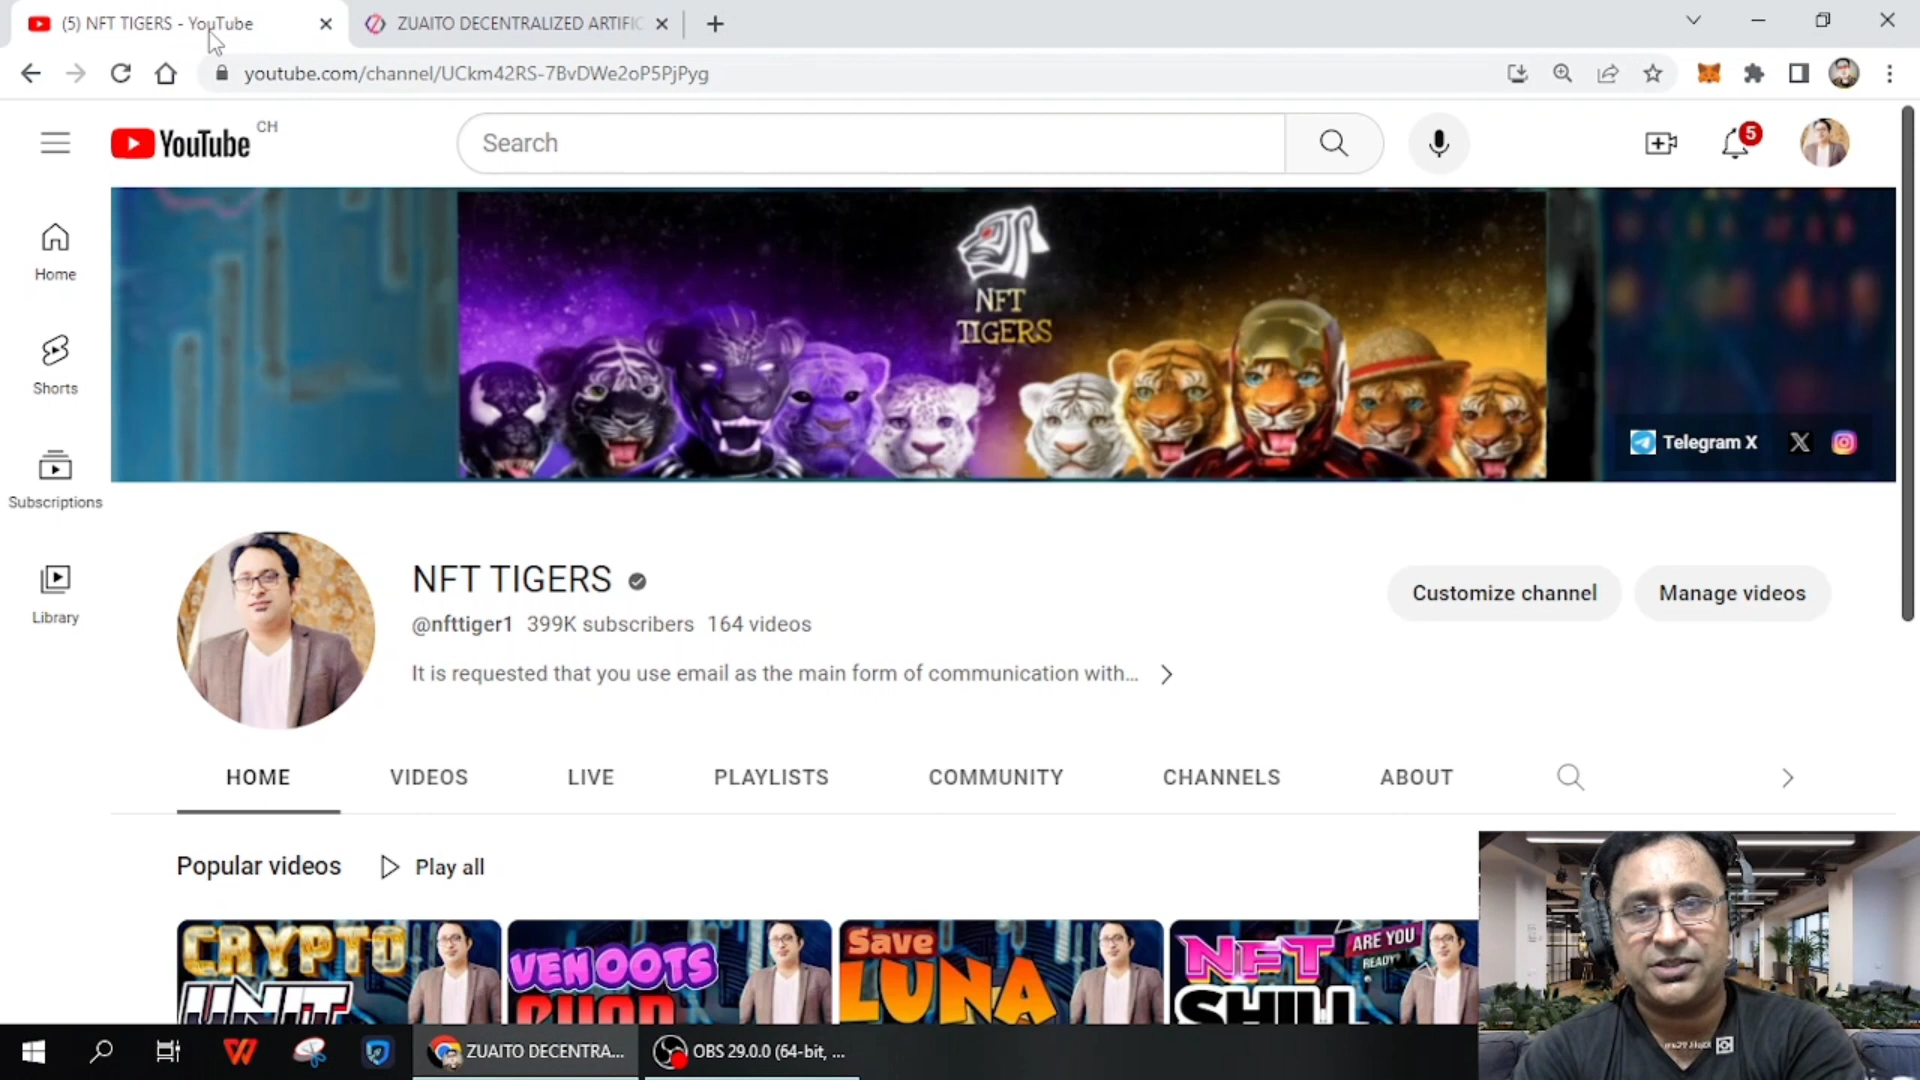 (5) NFT TIGERS - YouTube
ZUAITO DECENTRALIZED ARTIFIC
youtube.com/channel/UCkm42RS-7BvDWe2oP5PjPyg
YouTube CH
Search
5
NFT
TIGERS
Telegram X
Home
Shorts
Subscriptions
Library
NFT TIGERS
@nfttiger1 399K subscribers 164 videos
It is requested that you use email as the main form of communication with...
Customize channel
Manage videos
HOME VIDEOS LIVE PLAYLISTS COMMUNITY CHANNELS ABOUT
Popular videos
Play all
CRYPTO
UNIT
VENOOTS
Save
LUNA
NFT
SHILL
ARE YOU
READY?
ZUAITO DECENTRA...
OBS 29.0.0 (64-bit, ...